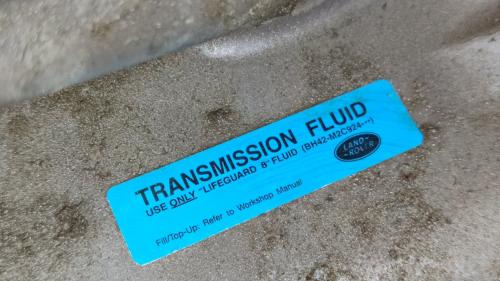 TRANSMISSION FLUID
USE ONLY "LIFEGUARD 8" FLUID (BH42-M2C924-***)
LAND
ROVER
Fill/Top-Up: Refer to Workshop Manual